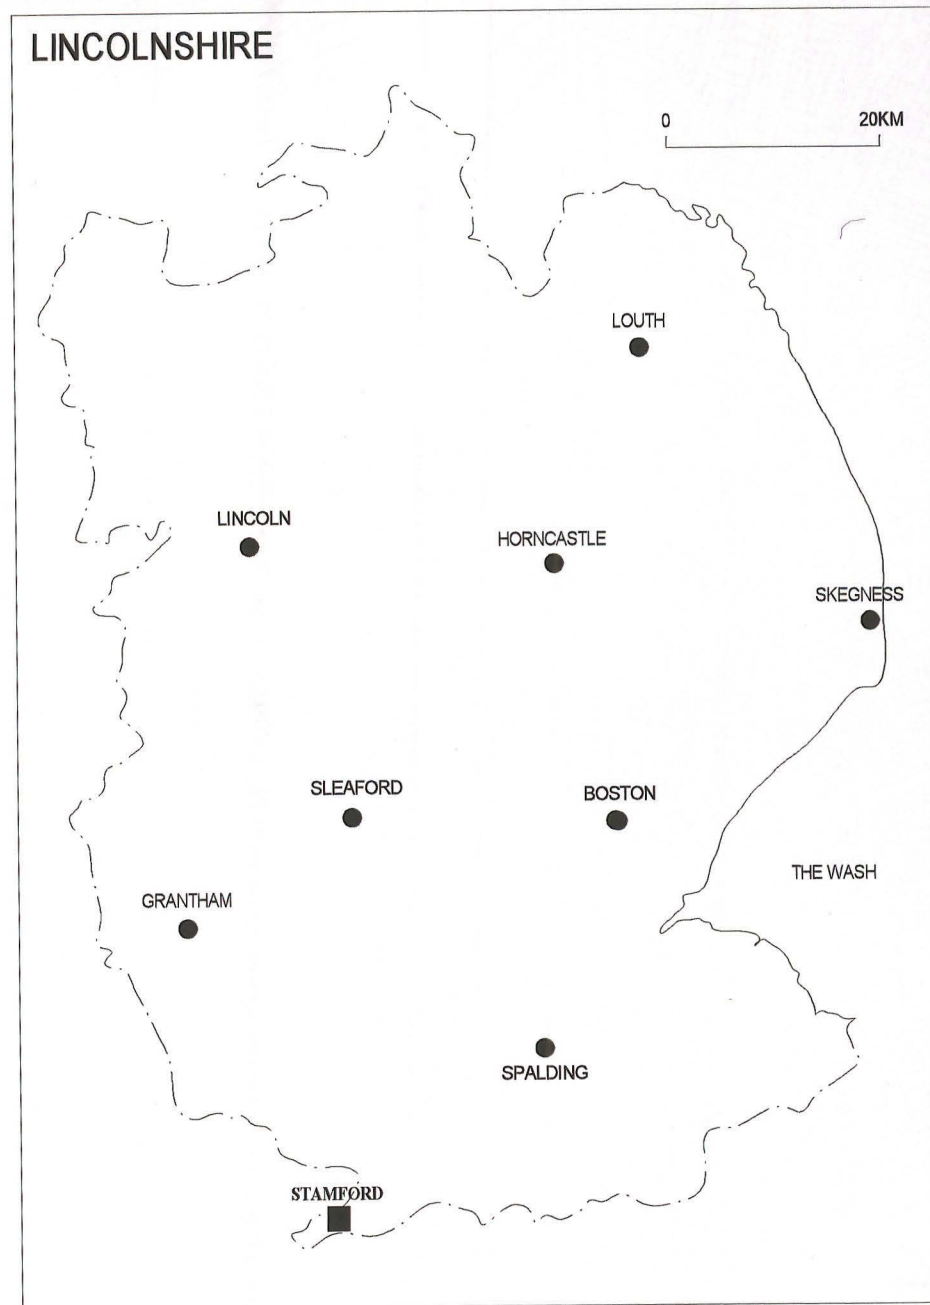 LINCOLNSHIRE
0 20KM
LOUTH
LINCOLN
HORNCASTLE
SKEGNESS
SLEAFORD
BOSTON
THE WASH
GRANTHAM
SPALDING
STAMFORD